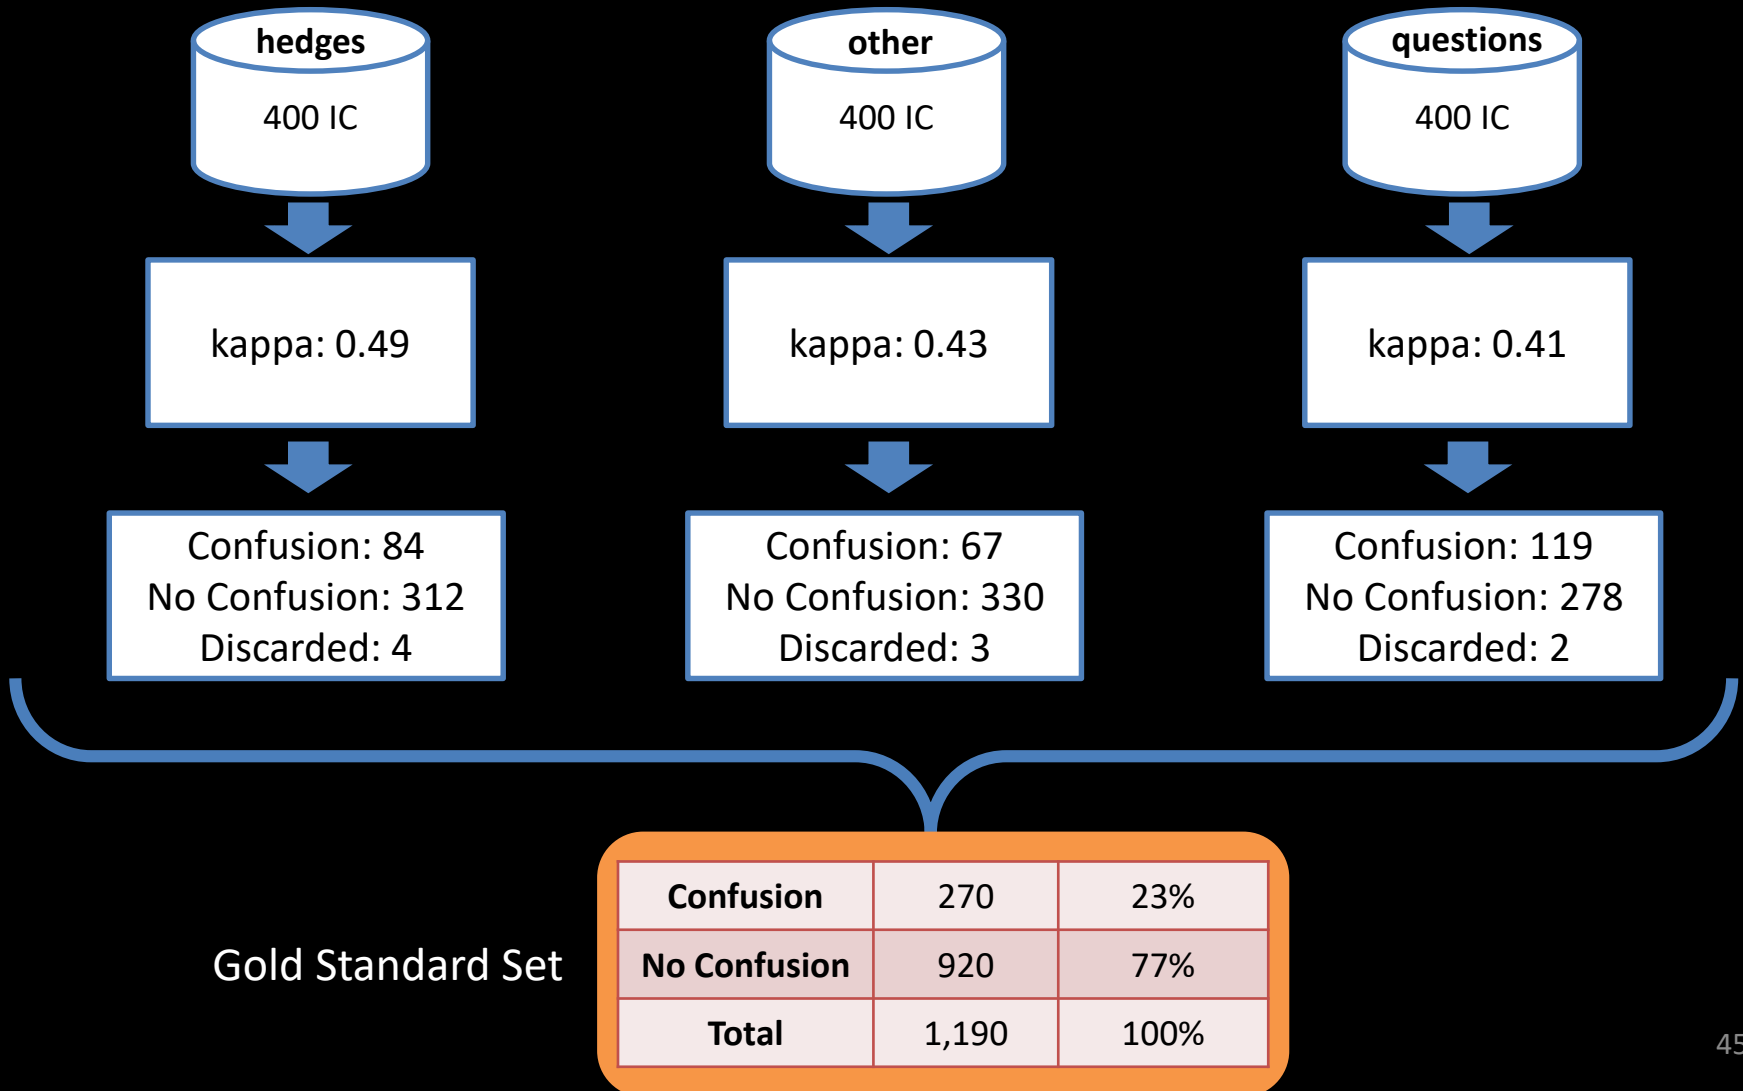 hedges
400 IC
kappa: 0.49
Confusion: 84
No Confusion: 312
Discarded: 4
other
400 IC
kappa: 0.43
Confusion: 67
No Confusion: 330
Discarded: 3
questions
400 IC
kappa: 0.41
Confusion: 119
No Confusion: 278
Discarded: 2
Gold Standard Set
Confusion 270 23%
No Confusion 920 77%
Total 1,190 100%
45